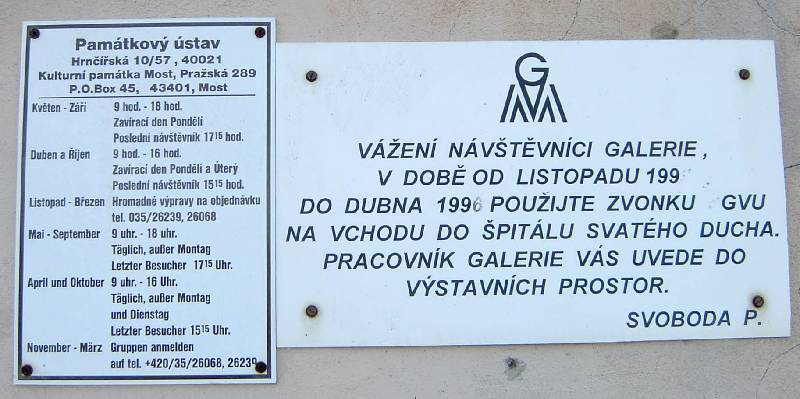 Památkový ústav
Hrnčířská 10/57 , 40021
Kulturní památka Most, Pražská 289
P.O.Box 45, 43401, Most
Květen - Září 9 hod. - 18 hod.
Zavírací den Pondělí
Poslední návštěvník 17 15 hod.
Duben a Říjen 9 hod. - 16 hod.
Zavírací den Pondělí a Úterý
Poslední návštěvník 15 15 hod.
Listopad - Březen Hromadné výpravy na objednávku
tel. 035/26239, 26068
Mai - September 9 uhr. - 18 uhr.
Täglich, außer Montag
Letzter Besucher 17 15 Uhr.
April und Oktober 9 uhr. - 16 Uhr.
Täglich, außer Montag
und Dienstag
Letzter Besucher 15 15 Uhr.
November - März Gruppen anmelden
auf tel. +420/35/26068, 26239
GVM
VÁŽENÍ NÁVŠTĚVNÍCI GALERIE ,
V DOBĚ OD LISTOPADU 199
DO DUBNA 199 POUŽIJTE ZVONKU GVU
NA VCHODU DO ŠPITÁLU SVATÉHO DUCHA.
PRACOVNÍK GALERIE VÁS UVEDE DO
VÝSTAVNÍCH PROSTOR.
SVOBODA P.